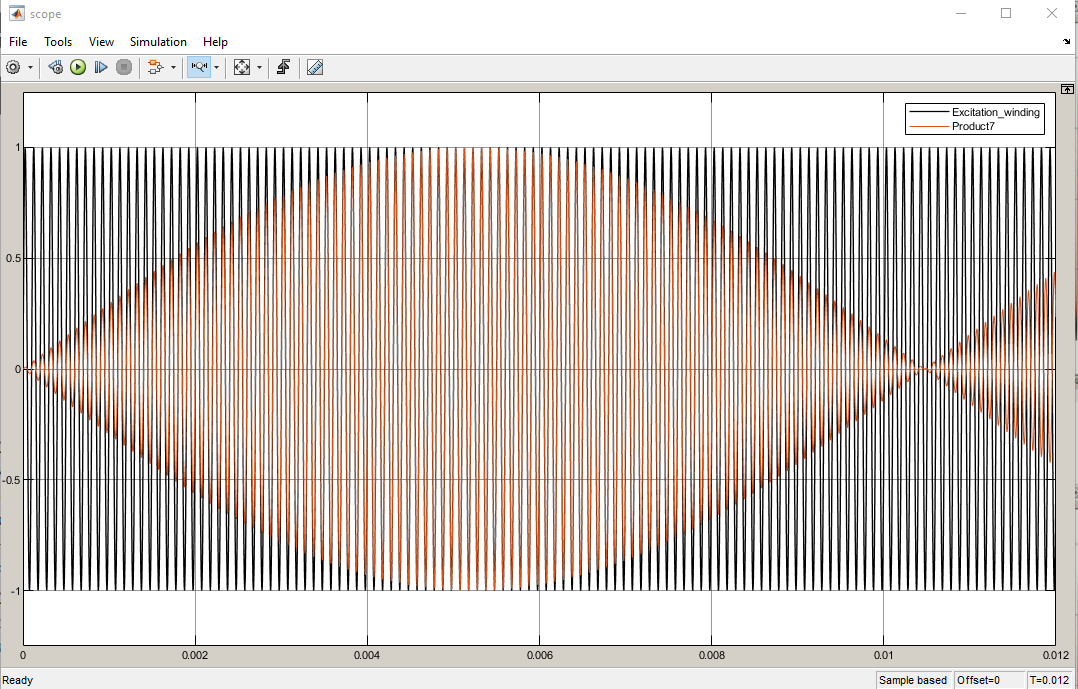 scope
File Tools View Simulation Help
Excitation_winding
Product7
1
0.5
0
-0.5
-1
0 0.002 0.004 0.006 0.008 0.01 0.012
Ready Sample based Offset=0 T=0.012